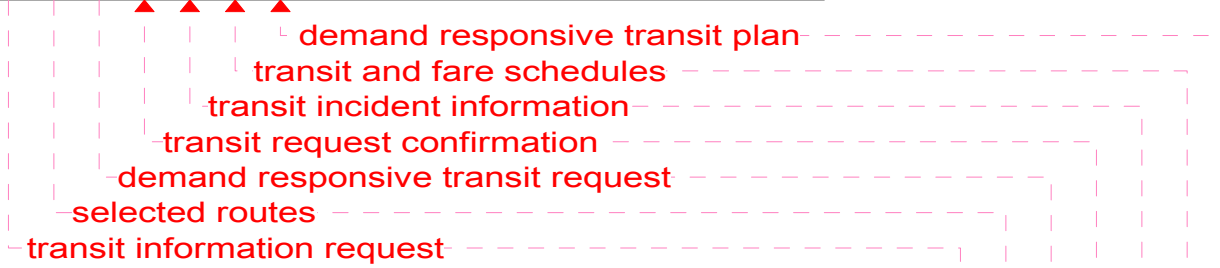 demand responsive transit plan
transit and fare schedules
transit incident information
transit request confirmation
demand responsive transit request
selected routes
transit information request